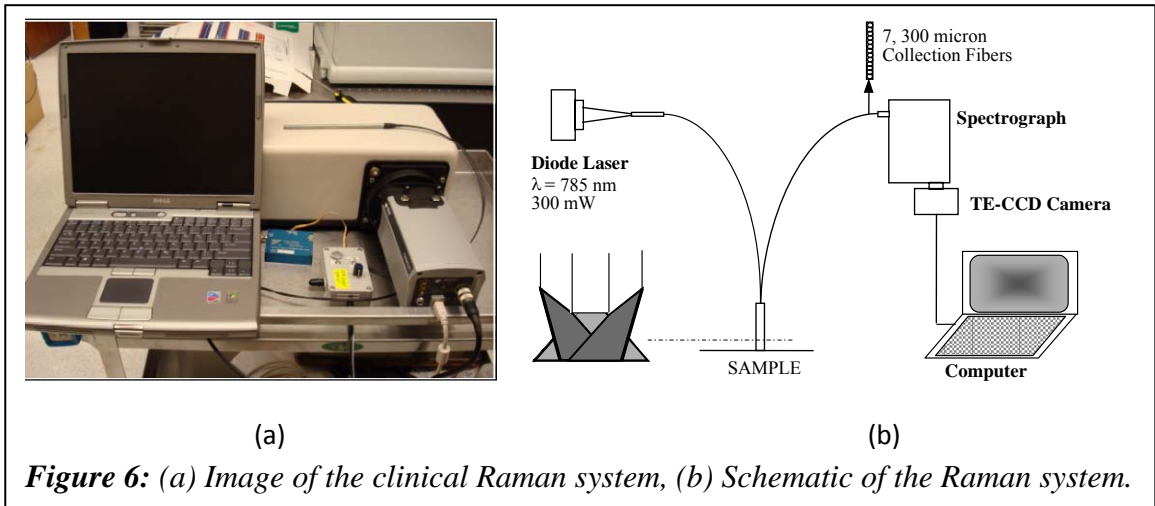 DELL
7, 300 micron
Collection Fibers
Spectrograph
Diode Laser
λ = 785 nm
300 mW
TE-CCD Camera
SAMPLE
Computer
(a)
(b)
Figure 6: (a) Image of the clinical Raman system, (b) Schematic of the Raman system.